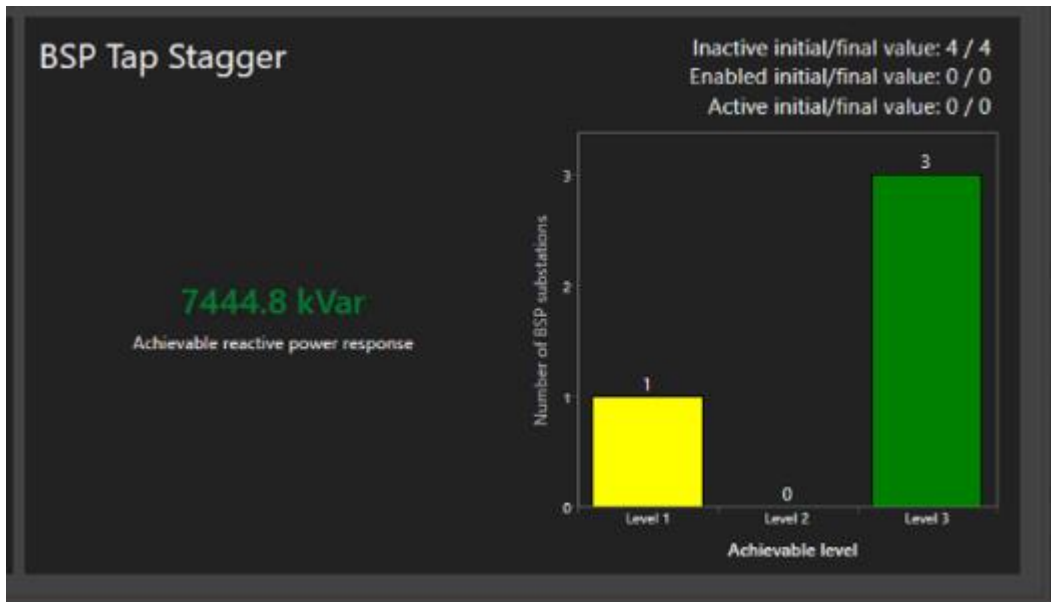 BSP Tap Stagger
Inactive initial/final value: 4 / 4
Enabled initial/final value: 0 / 0
Active initial/final value: 0 / 0
7444.8 kVar
Achievable reactive power response
Number of BSP substations
3
2
1
0
1
0
3
Level 1
Level 2
Level 3
Achievable level